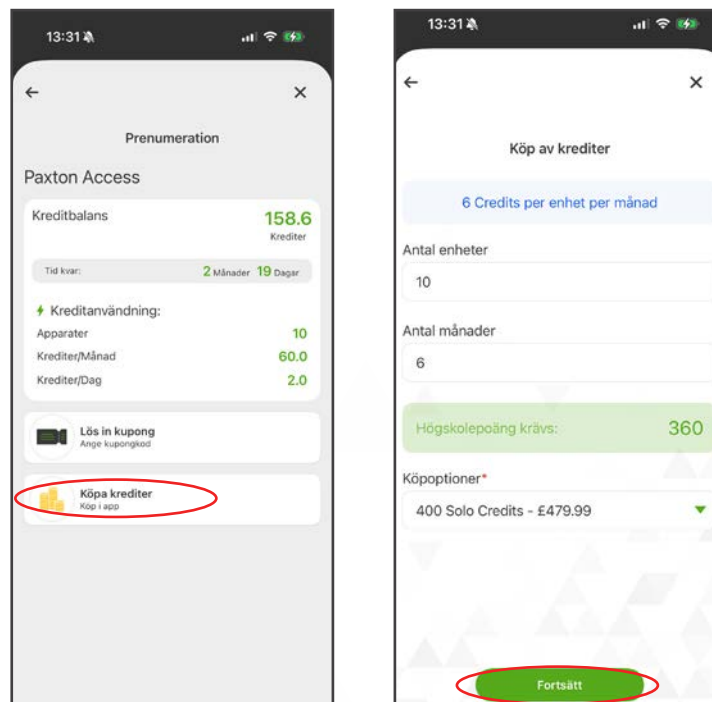 13:31
Prenumeration
Paxton Access
Kreditbalans 158.6
Krediter
Tid kvar: 2 Månader 19 Dagar
Kreditanvändning:
Apparater 10
Krediter/Månad 60.0
Krediter/Dag 2.0
Lös in kupong
Ange kupongkod
Köpa krediter
Köp i app
13:31
Köp av krediter
6 Credits per enhet per månad
Antal enheter
10
Antal månader
6
Högskolepoäng krävs: 360
Köpoptioner*
400 Solo Credits - £479.99
Fortsätt